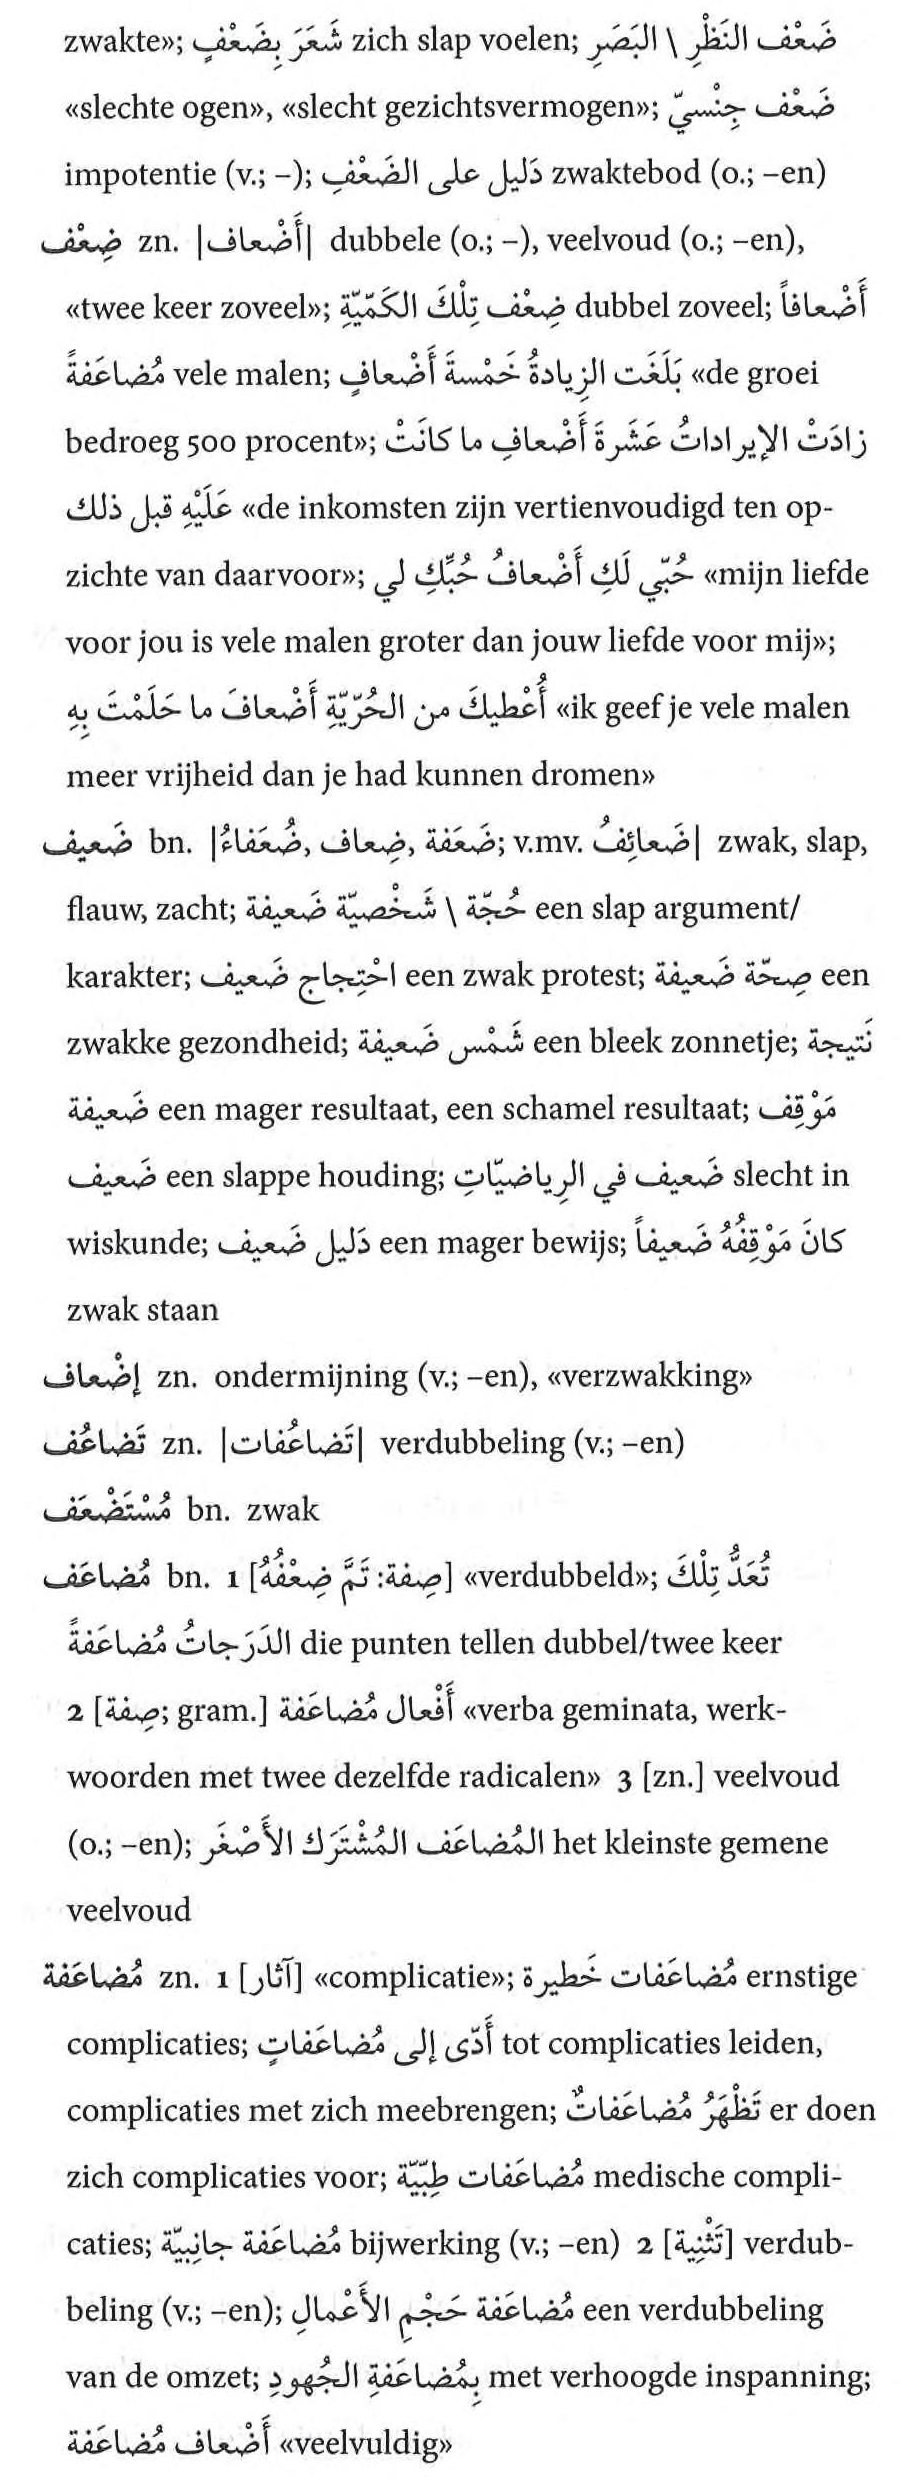 zwakte»; شَعَرَ بِضَعْفٍ zich slap voelen; ضَعْف النَظْرِ \ البَصَرِ
«slechte ogen», «slecht gezichtsvermogen»; ضَعْف جِنْسيّ
impotentie (v.; –); دَليل على الضَعْفِ zwaktebod (o.; –en)
ضِعْف zn. |أَضْعاف| dubbele (o.; –), veelvoud (o.; –en),
«twee keer zoveel»; ضِعْف تِلْكَ الكَمّيّةِ dubbel zoveel; أَضْعافاً
مُضاعَفةً vele malen; بَلَغَت الزِيادةُ خَمْسةَ أَضْعافٍ «de groei
bedroeg 500 procent»; زادَتْ الإيراداتُ عَشَرةَ أَضْعافِ ما كانَتْ
عَلَيْهِ قبل ذلك «de inkomsten zijn vertienvoudigd ten op-
zichte van daarvoor»; حُبّي لَكِ أَضْعافُ حُبِّكِ لي «mijn liefde
voor jou is vele malen groter dan jouw liefde voor mij»;
أُعْطيكَ من الحُرّيّةِ أَضْعافَ ما حَلَمْتَ بِهِ «ik geef je vele malen
meer vrijheid dan je had kunnen dromen»
ضَعيف bn. |ضُعَفاءُ, ضِعاف, ضَعَفة; v.mv. ضَعائِفُ| zwak, slap,
flauw, zacht; حُجّة \ شَخْصيّة ضَعيفة een slap argument/
karakter; احْتِجاج ضَعيف een zwak protest; صِحّة ضَعيفة een
zwakke gezondheid; شَمْس ضَعيفة een bleek zonnetje; نَتيجة
ضَعيفة een mager resultaat, een schamel resultaat; مَوْقِف
ضَعيف een slappe houding; ضَعيف في الرِياضيّاتِ slecht in
wiskunde; دَليل ضَعيف een mager bewijs; كانَ مَوْقِفُهُ ضَعيفاً
zwak staan
إضْعاف zn. ondermijning (v.; –en), «verzwakking»
تَضاعُف zn. |تَضاعُفات| verdubbeling (v.; –en)
مُسْتَضْعَف bn. zwak
مُضاعَف bn. 1 [صِفة: تَمَّ ضِعْفُهُ] «verdubbeld»; تُعَدُّ تِلْكَ
الدَرَجاتُ مُضاعَفةً die punten tellen dubbel/twee keer
2 [صِفة; gram.] أَفْعال مُضاعَفة «verba geminata, werk-
woorden met twee dezelfde radicalen» 3 [zn.] veelvoud
(o.; –en); المُضاعَف المُشْتَرَك الأَصْغَر het kleinste gemene
veelvoud
مُضاعَفة zn. 1 [آثار] «complicatie»; مُضاعَفات خَطيرة ernstige
complicaties; أَدّى إلى مُضاعَفاتٍ tot complicaties leiden,
complicaties met zich meebrengen; تَظْهَرُ مُضاعَفاتٌ er doen
zich complicaties voor; مُضاعَفات طِبّيّة medische compli-
caties; مُضاعَفة جانِبيّة bijwerking (v.; –en) 2 [تَثْنِية] verdub-
beling (v.; –en); مُضاعَفة حَجْمِ الأَعْمالِ een verdubbeling
van de omzet; بِمُضاعَفةِ الجُهودِ met verhoogde inspanning;
أَضْعاف مُضاعَفة «veelvuldig»